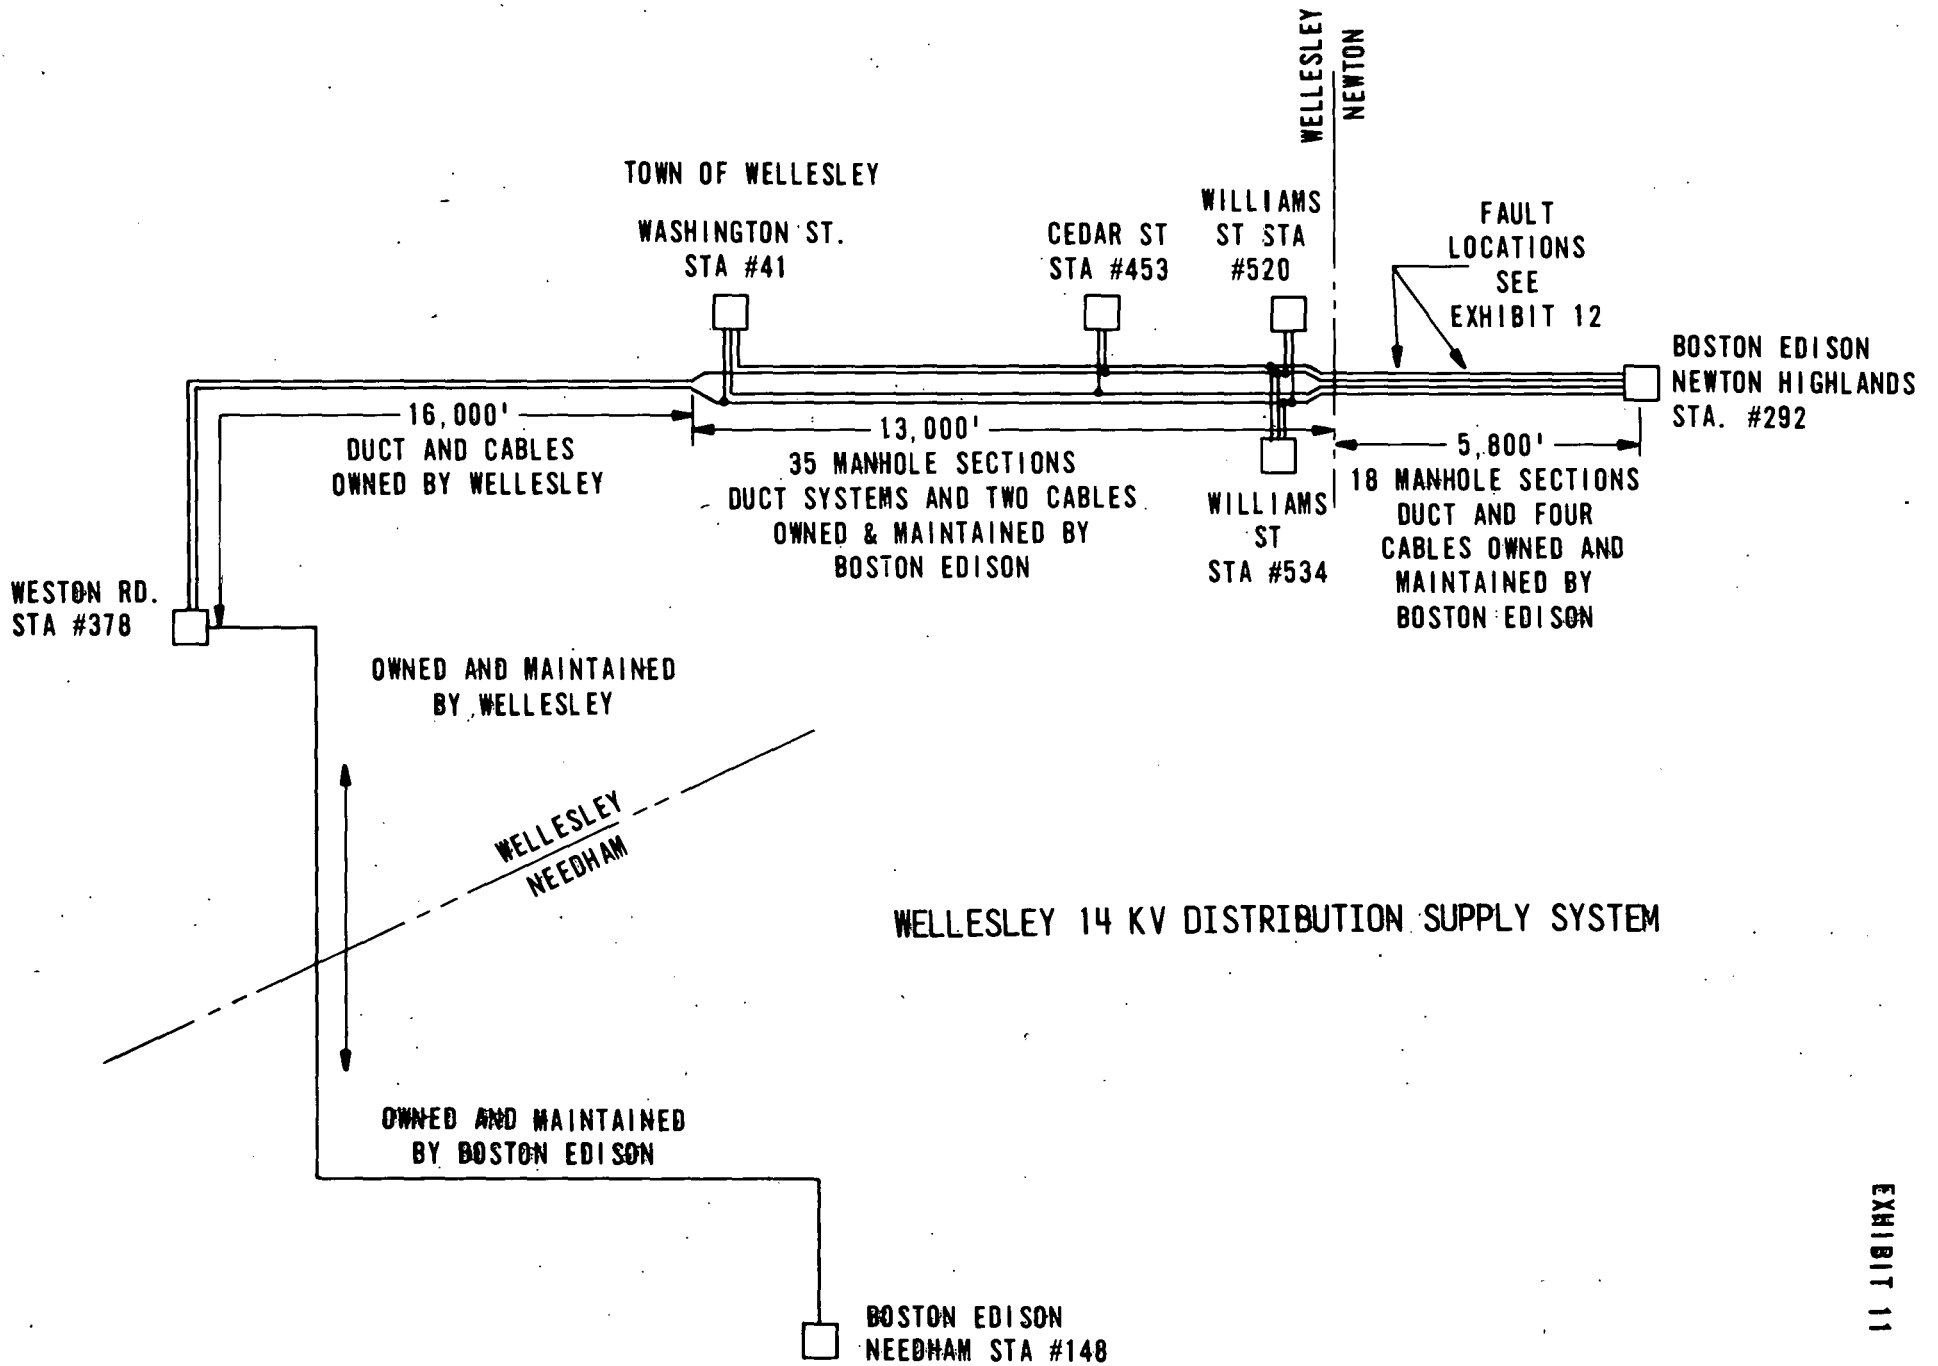 WELLESLEY
NEWTON
TOWN OF WELLESLEY
WASHINGTON ST.
STA #41
CEDAR ST
STA #453
WILLIAMS
ST STA
#520
FAULT
LOCATIONS
SEE
EXHIBIT 12
BOSTON EDISON
NEWTON HIGHLANDS
STA. #292
16,000'
DUCT AND CABLES
OWNED BY WELLESLEY
13,000'
35 MANHOLE SECTIONS
DUCT SYSTEMS AND TWO CABLES
OWNED & MAINTAINED BY
BOSTON EDISON
WILLIAMS
ST
STA #534
5,800'
18 MANHOLE SECTIONS
DUCT AND FOUR
CABLES OWNED AND
MAINTAINED BY
BOSTON EDISON
WESTON RD.
STA #378
OWNED AND MAINTAINED
BY WELLESLEY
WELLESLEY
NEEDHAM
WELLESLEY 14 KV DISTRIBUTION SUPPLY SYSTEM
OWNED AND MAINTAINED
BY BOSTON EDISON
BOSTON EDISON
NEEDHAM STA #148
EXHIBIT 11